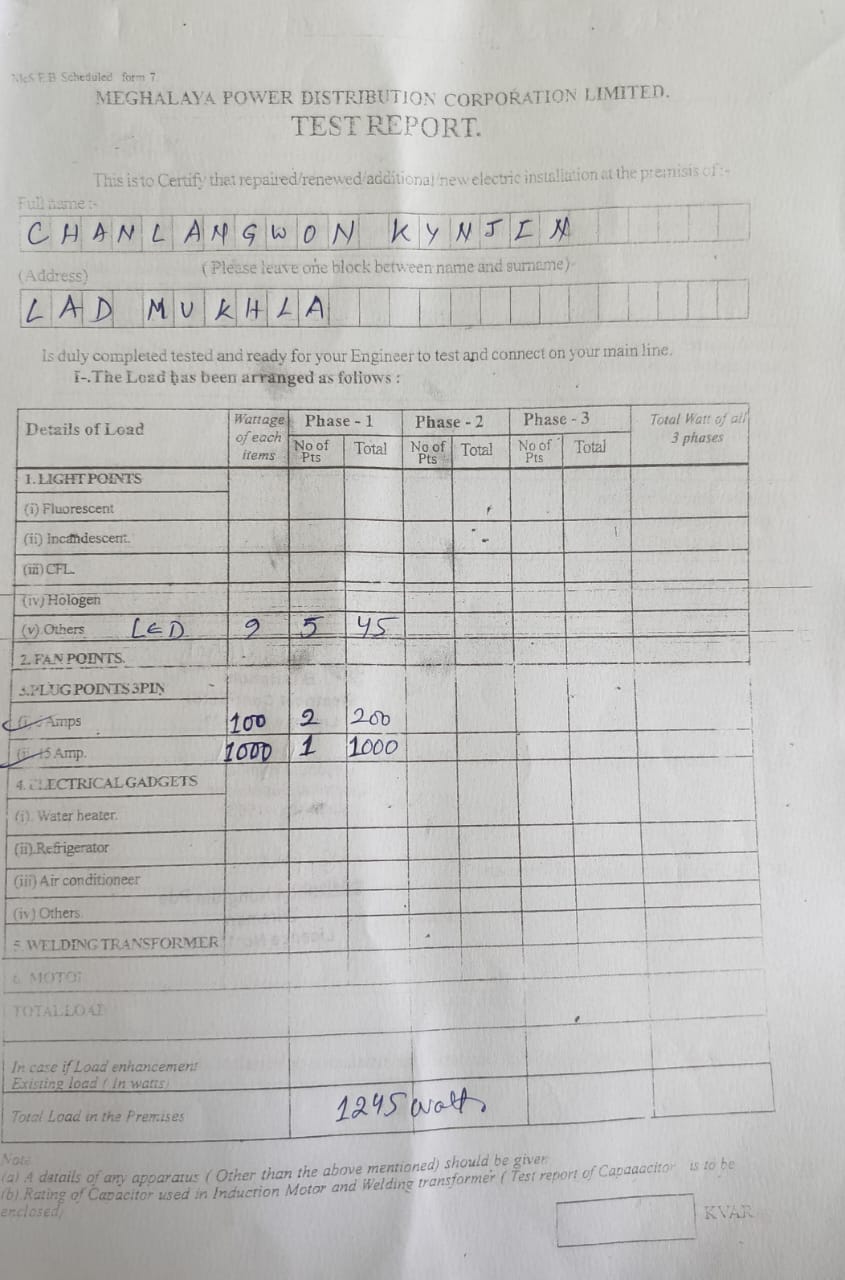 MeS.E.B Scheduled form 7.
MEGHALAYA POWER DISTRIBUTION CORPORATION LIMITED.
TEST REPORT.
This is to Certify that repaired/renewed/additional/new electric installation at the premisis of :-
Full name :-
CHANLANGWON KYNJIN
(Please leave one block between name and surname)
(Address)
LAD MUKHLA
Is duly completed tested and ready for your Engineer to test and connect on your main line.
I-.The Load has been arranged as follows :
Details of Load Wattage of each items Phase - 1 Phase - 2 Phase - 3 Total Watt of all 3 phases
No of Pts Total No of Pts Total No of Pts Total
1. LIGHT POINTS
(i) Fluorescent
(ii) Incandescent.
(iii) CFL.
(iv) Hologen
(v) Others LED 9 5 45
2. FAN POINTS.
3.PLUG POINTS 3PIN
Amps 100 2 200
15 Amp. 1000 1 1000
4. ELECTRICAL GADGETS
(i). Water heater.
(ii).Refrigerator
(iii) Air conditioneer
(iv) Others
5. WELDING TRANSFORMER
6. MOTOR
TOTAL LOAD
In case if Load enhancement
Existing load ( In watts)
Total Load in the Premises 1245 watts
Note
(a) A datails of any apparatus ( Other than the above mentioned) should be given
(b) Rating of Capacitor used in Induction Motor and Welding transformer ( Test report of Capaaacitor is to be
enclosed)
KVAR